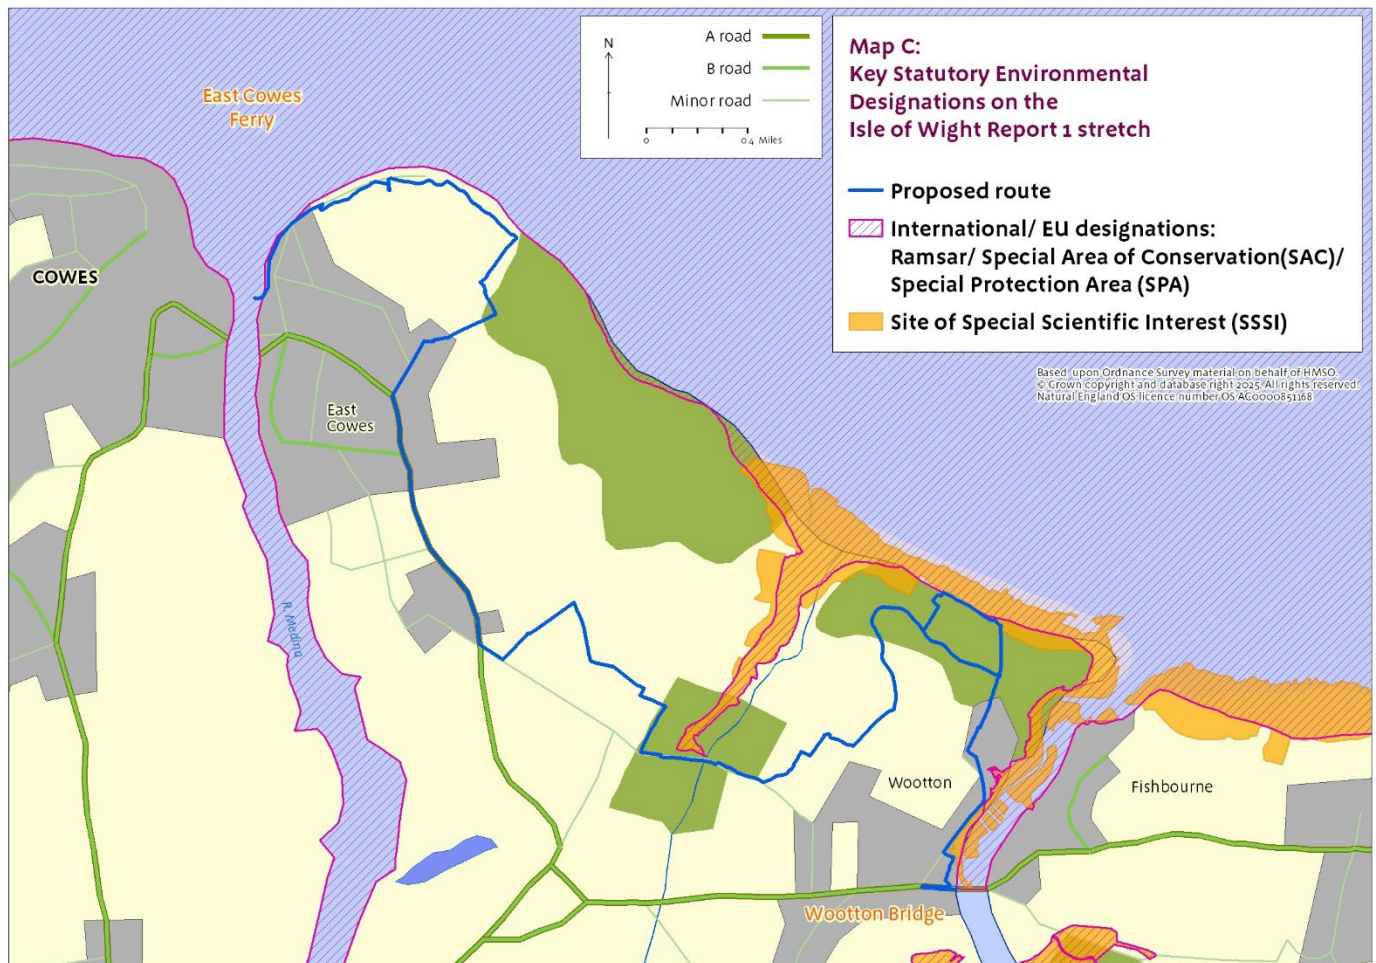 East Cowes
Ferry
N
A road
B road
Minor road
0
0.4 Miles
Map C:
Key Statutory Environmental
Designations on the
Isle of Wight Report 1 stretch
Proposed route
International/ EU designations:
Ramsar/ Special Area of Conservation(SAC)/
Special Protection Area (SPA)
Site of Special Scientific Interest (SSSI)
Based upon Ordnance Survey material on behalf of HMSO.
© Crown copyright and database right 2025. All rights reserved.
Natural England OS licence number OS AC0000851168
COWES
East
Cowes
R. Medina
Wootton
Fishbourne
Wootton Bridge